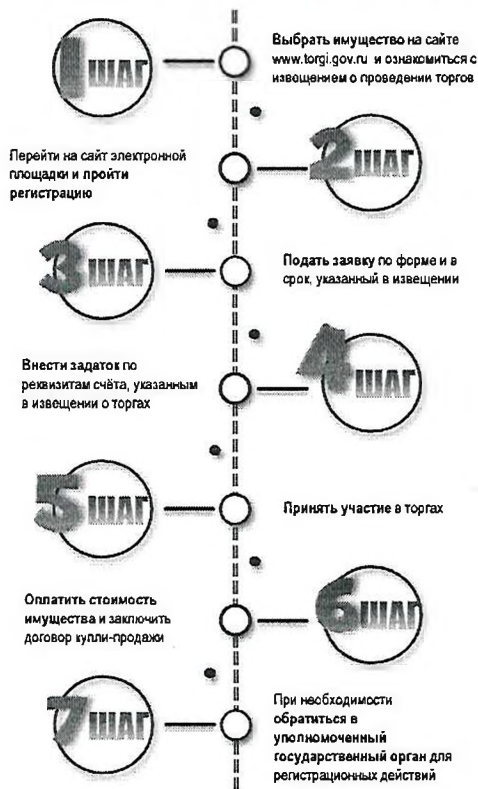 1 ШАГ
Выбрать имущество на сайте
www.torgi.gov.ru и ознакомиться с
извещением о проведении торгов
2 ШАГ
Перейти на сайт электронной
площадки и пройти
регистрацию
3 ШАГ
Подать заявку по форме и в
срок, указанный в извещении
4 ШАГ
Внести задаток по
реквизитам счёта, указанным
в извещении о торгах
5 ШАГ
Принять участие в торгах
6 ШАГ
Оплатить стоимость
имущества и заключить
договор купли-продажи
7 ШАГ
При необходимости
обратиться в
уполномоченный
государственный орган для
регистрационных действий